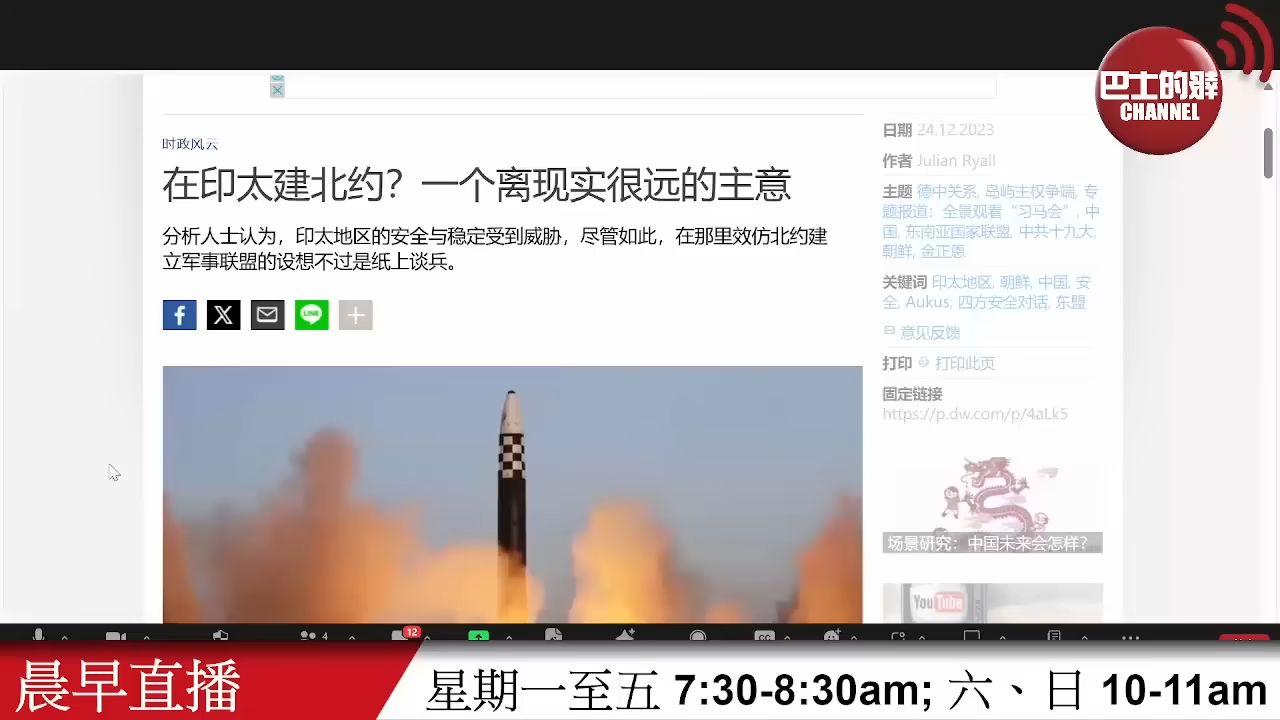 巴士的報
CHANNEL
时政风云
在印太建北约？一个离现实很远的主意
分析人士认为，印太地区的安全与稳定受到威胁，尽管如此，在那里效仿北约建
立军事联盟的设想不过是纸上谈兵。
LINE
日期 24.12.2023
作者 Julian Ryall
主题 德中关系, 岛屿主权争端, 专
题报道：全景观看“习马会”, 中
国, 东南亚国家联盟, 中共十九大,
朝鲜, 金正恩
关键词 印太地区, 朝鲜, 中国, 安
全, Aukus, 四方安全对话, 东盟
意见反馈
打印 打印此页
固定链接
https://p.dw.com/p/4aLk5
场景研究：中国未来会怎样？
YouTube
4
12
晨早直播
星期一至五 7:30-8:30am; 六、日 10-11am